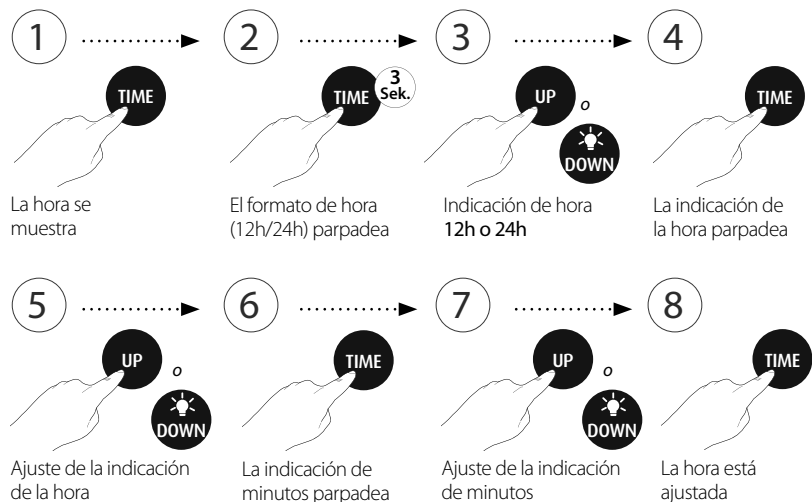 1
2
3
4
TIME
TIME
3
Sek.
UP
o
DOWN
TIME
La hora se
muestra
El formato de hora
(12h/24h) parpadea
Indicación de hora
12h o 24h
La indicación de
la hora parpadea
5
6
7
8
UP
o
DOWN
TIME
UP
o
DOWN
TIME
Ajuste de la indicación
de la hora
La indicación de
minutos parpadea
Ajuste de la indicación
de minutos
La hora está
ajustada